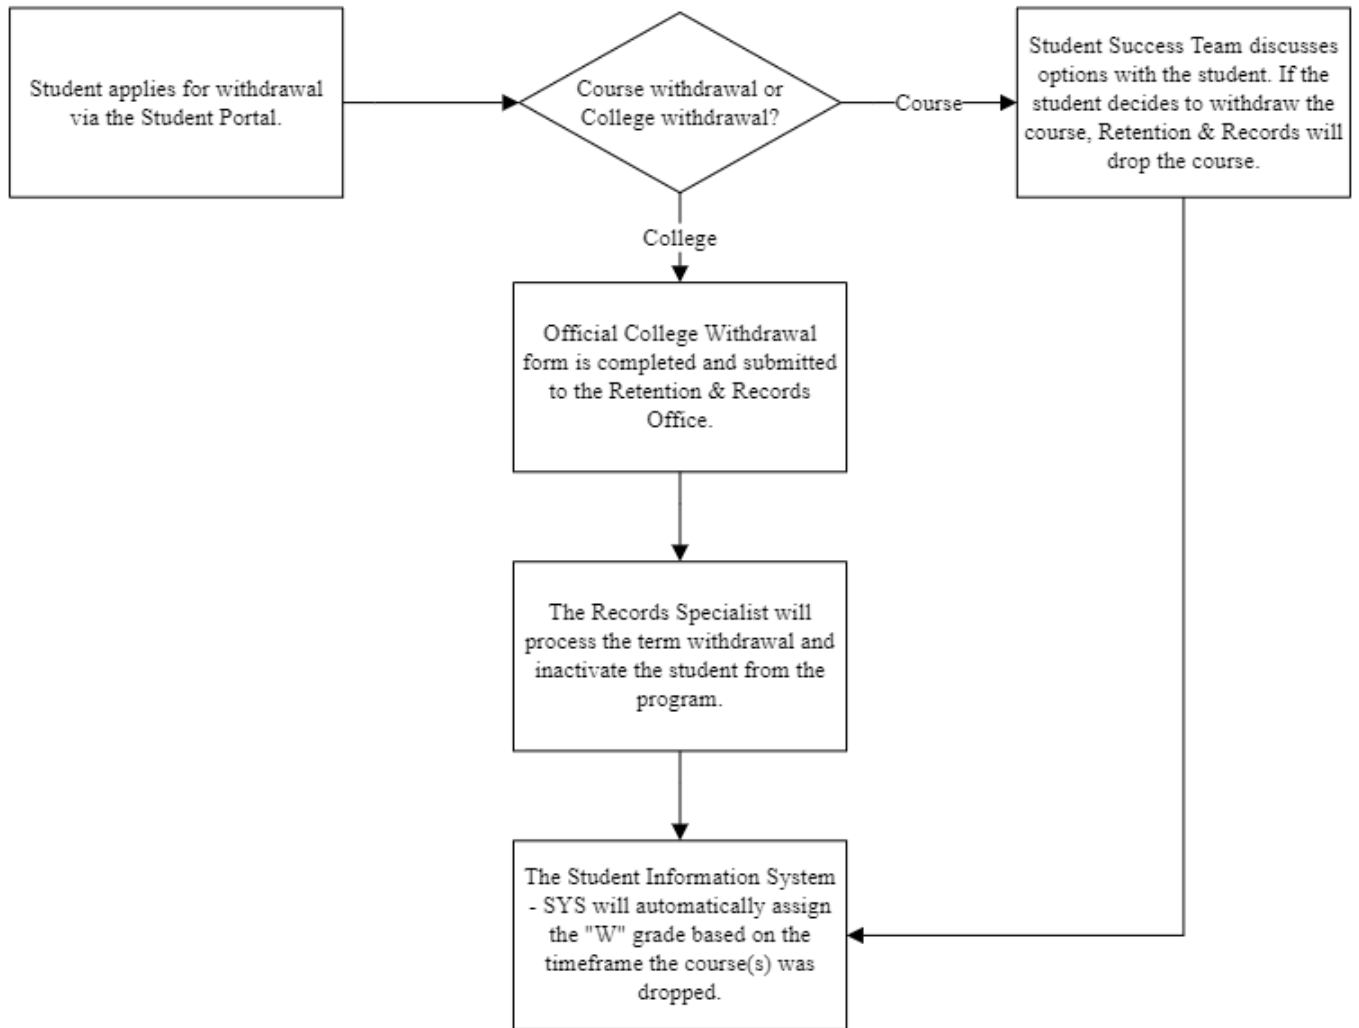 Student applies for withdrawal
via the Student Portal.
Course withdrawal or
College withdrawal?
Course
Student Success Team discusses
options with the student. If the
student decides to withdraw the
course, Retention & Records will
drop the course.
College
Official College Withdrawal
form is completed and submitted
to the Retention & Records
Office.
The Records Specialist will
process the term withdrawal and
inactivate the student from the
program.
The Student Information System
- SYS will automatically assign
the "W" grade based on the
timeframe the course(s) was
dropped.